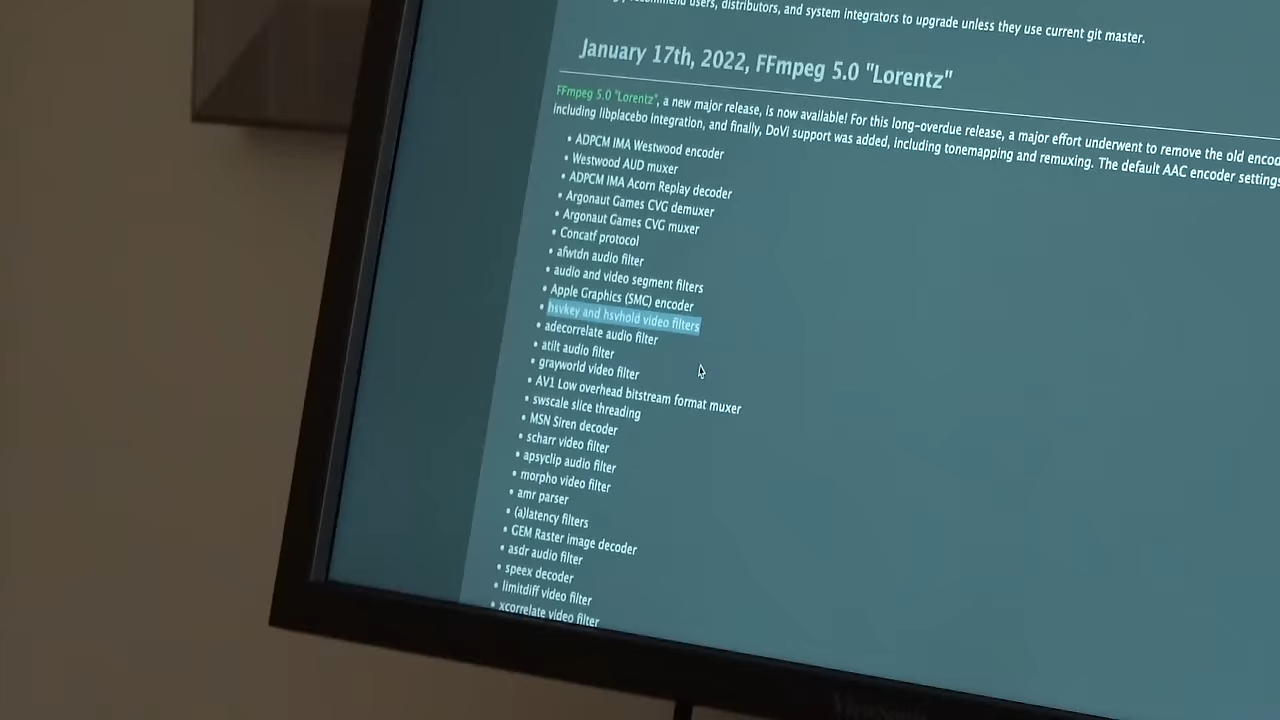 recommend users, distributors, and system integrators to upgrade unless they use current git master.
January 17th, 2022, FFmpeg 5.0 "Lorentz"
FFmpeg 5.0 "Lorentz", a new major release, is now available! For this long-overdue release, a major effort underwent to remove the old encod
including libplacebo integration, and finally, DoVi support was added, including tonemapping and remuxing. The default AAC encoder settings
• ADPCM IMA Westwood encoder
• Westwood AUD muxer
• ADPCM IMA Acorn Replay decoder
• Argonaut Games CVG demuxer
• Argonaut Games CVG muxer
• Concatf protocol
• afwtdn audio filter
• audio and video segment filters
• Apple Graphics (SMC) encoder
• hsvkey and hsvhold video filters
• adecorrelate audio filter
• atilt audio filter
• grayworld video filter
• AV1 Low overhead bitstream format muxer
• swscale slice threading
• MSN Siren decoder
• scharr video filter
• apsyclip audio filter
• morpho video filter
• amr parser
• (a)latency filters
• GEM Raster image decoder
• asdr audio filter
• speex decoder
• limitdiff video filter
• xcorrelate video filter
ViewSonic